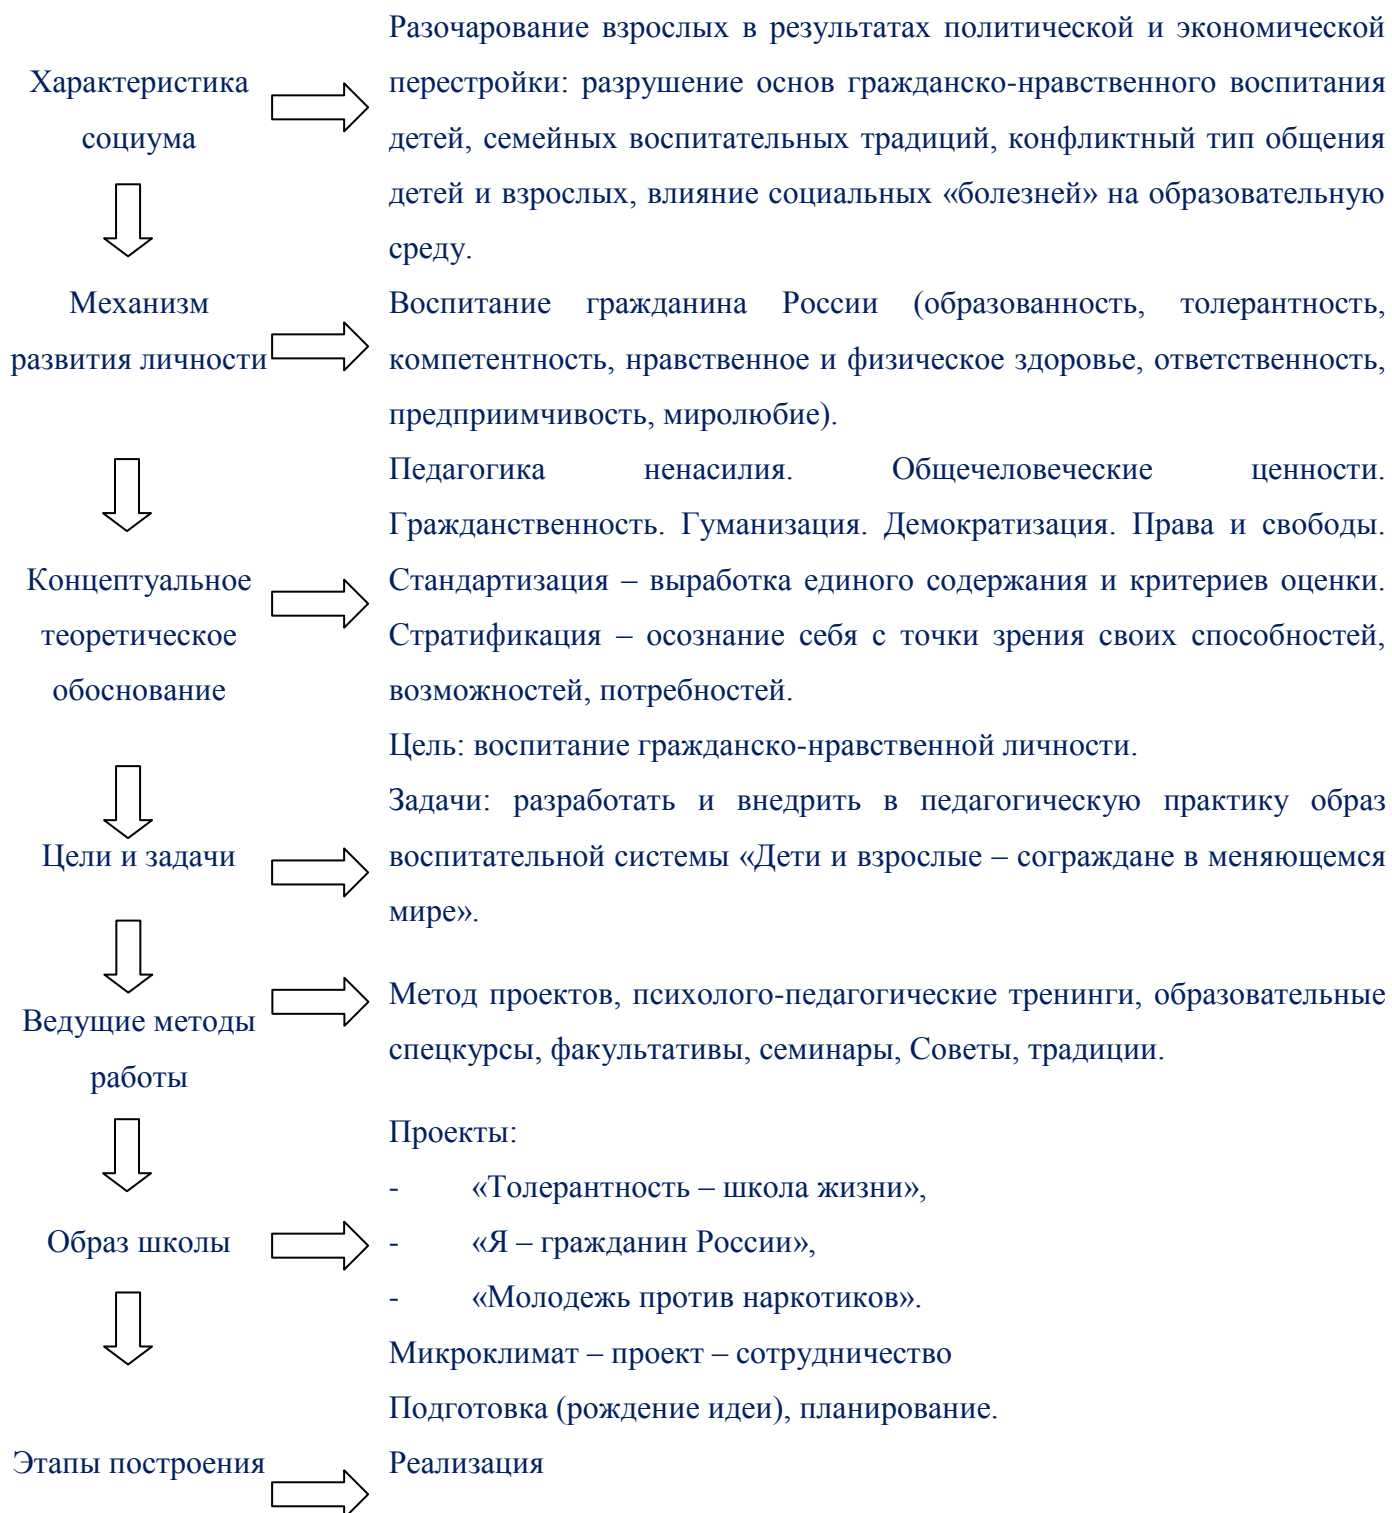 Характеристика
социума
Разочарование взрослых в результатах политической и экономической
перестройки: разрушение основ гражданско-нравственного воспитания
детей, семейных воспитательных традиций, конфликтный тип общения
детей и взрослых, влияние социальных «болезней» на образовательную
среду.
Механизм
развития личности
Воспитание гражданина России (образованность, толерантность,
компетентность, нравственное и физическое здоровье, ответственность,
предприимчивость, миролюбие).
Концептуальное
теоретическое
обоснование
Педагогика ненасилия. Общечеловеческие ценности.
Гражданственность. Гуманизация. Демократизация. Права и свободы.
Стандартизация – выработка единого содержания и критериев оценки.
Стратификация – осознание себя с точки зрения своих способностей,
возможностей, потребностей.
Цели и задачи
Цель: воспитание гражданско-нравственной личности.
Задачи: разработать и внедрить в педагогическую практику образ
воспитательной системы «Дети и взрослые – сограждане в меняющемся
мире».
Ведущие методы
работы
Метод проектов, психолого-педагогические тренинги, образовательные
спецкурсы, факультативы, семинары, Советы, традиции.
Образ школы
Проекты:
- «Толерантность – школа жизни»,
- «Я – гражданин России»,
- «Молодежь против наркотиков».
Микроклимат – проект – сотрудничество
Этапы построения
Подготовка (рождение идеи), планирование.
Реализация